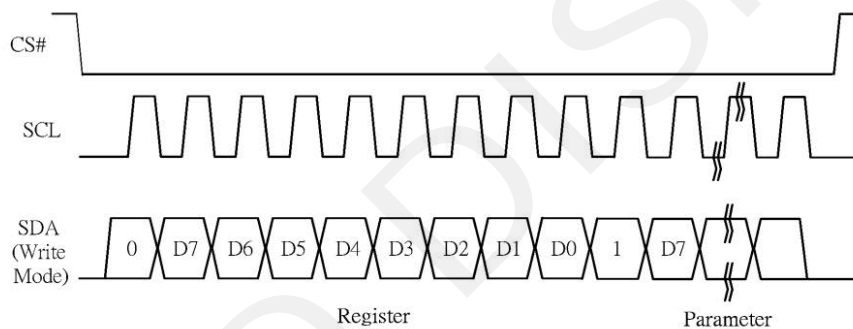 CS#
SCL
SDA
(Write
Mode)
0 D7 D6 D5 D4 D3 D2 D1 D0 1 D7
Register Parameter